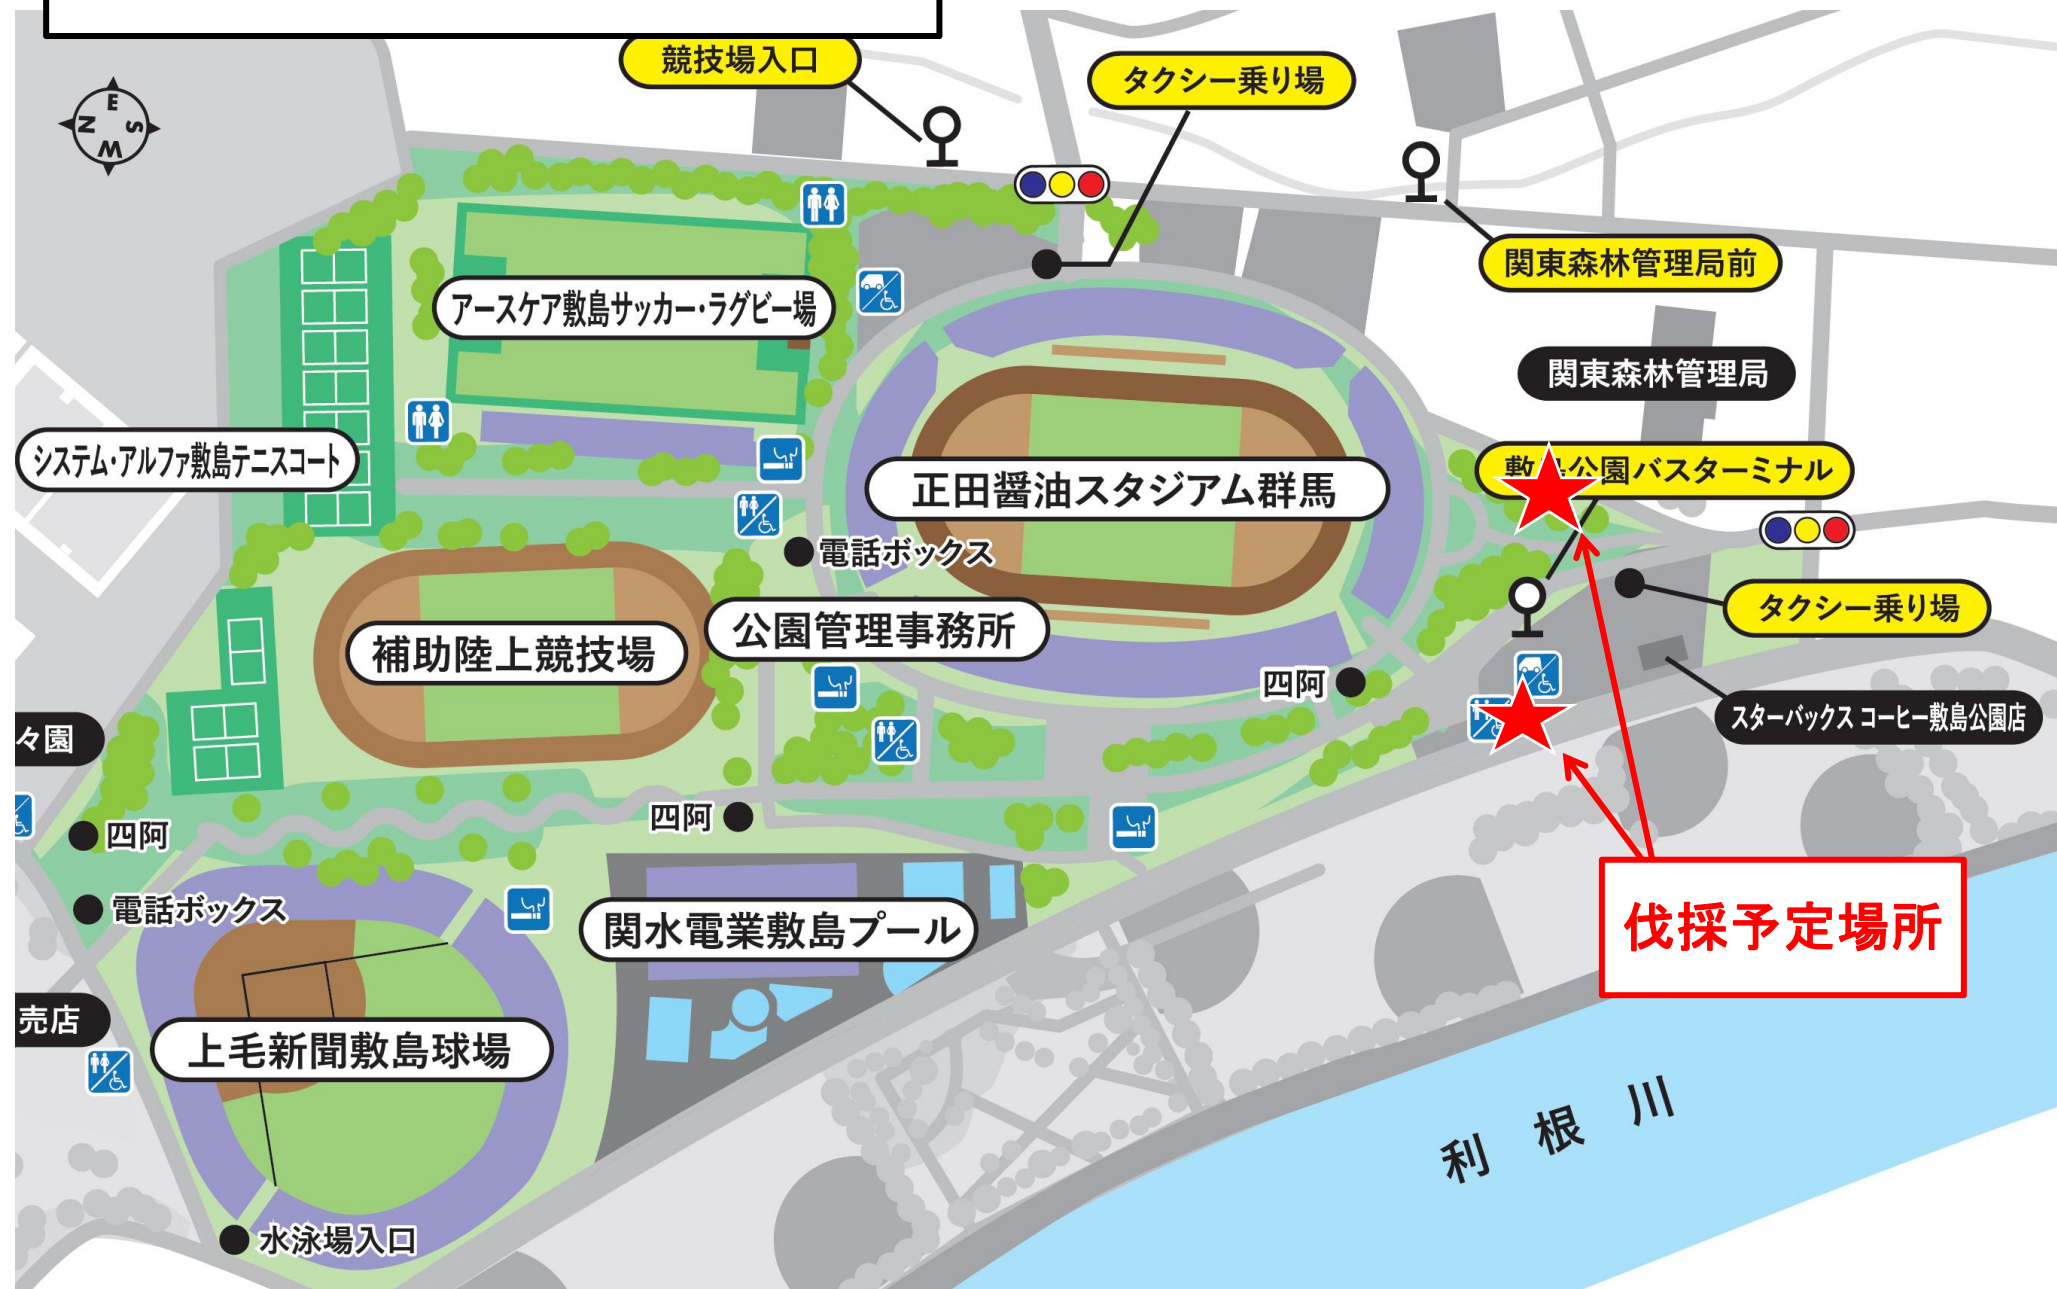 競技場入口
タクシー乗り場
E
N
S
W
関東森林管理局前
アースケア敷島サッカー・ラグビー場
関東森林管理局
システム・アルファ敷島テニスコート
敷島公園バスターミナル
正田醤油スタジアム群馬
電話ボックス
タクシー乗り場
公園管理事務所
補助陸上競技場
四阿
スターバックス コーヒー敷島公園店
々園
四阿
四阿
電話ボックス
関水電業敷島プール
伐採予定場所
売店
上毛新聞敷島球場
利根川
水泳場入口